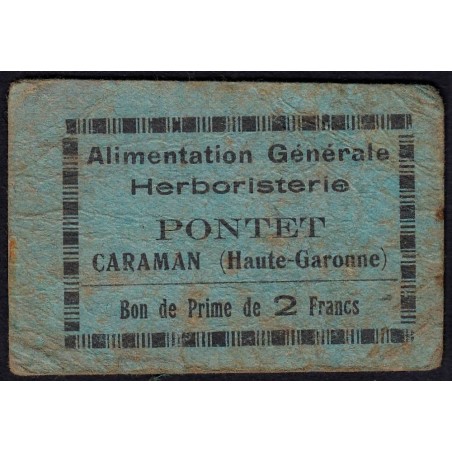 Alimentation Générale
Herboristerie
PONTET
CARAMAN (Haute-Garonne)
Bon de Prime de 2 Francs